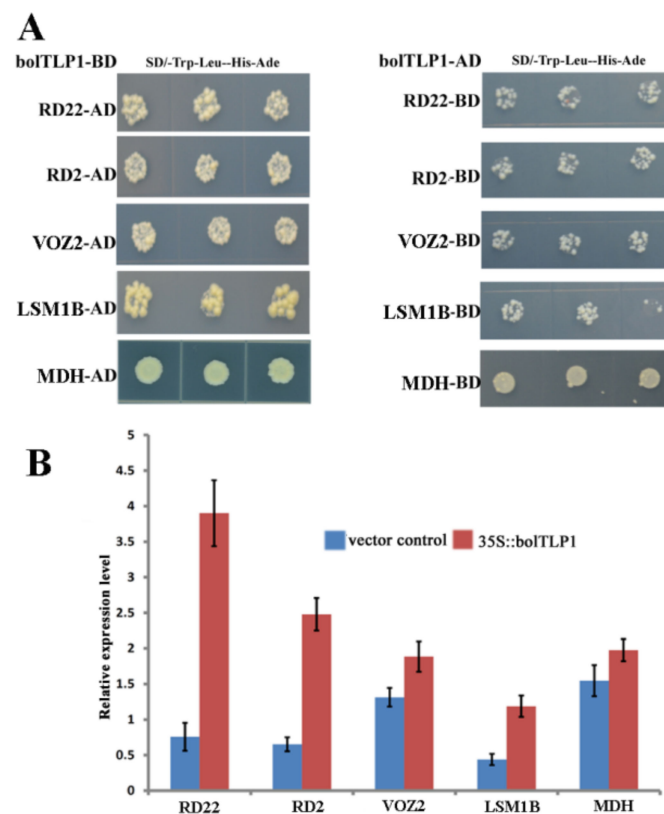 A
bolTLP1-BD SD/-Trp-Leu--His-Ade
RD22-AD
RD2-AD
VOZ2-AD
LSM1B-AD
MDH-AD
bolTLP1-AD SD/-Trp-Leu--His-Ade
RD22-BD
RD2-BD
VOZ2-BD
LSM1B-BD
MDH-BD
B
Relative expression level
5
4.5
4
3.5
3
2.5
2
1.5
1
0.5
0
vector control 35S::bolTLP1
RD22 RD2 VOZ2 LSM1B MDH